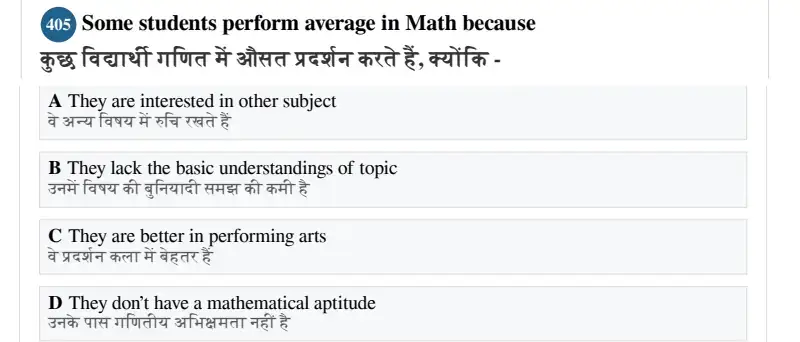 405 Some students perform average in Math because
कुछ विद्यार्थी गणित में औसत प्रदर्शन करते हैं, क्योंकि -
A They are interested in other subject
वे अन्य विषय में रुचि रखते हैं
B They lack the basic understandings of topic
उनमें विषय की बुनियादी समझ की कमी है
C They are better in performing arts
वे प्रदर्शन कला में बेहतर हैं
D They don’t have a mathematical aptitude
उनके पास गणितीय अभिक्षमता नहीं है